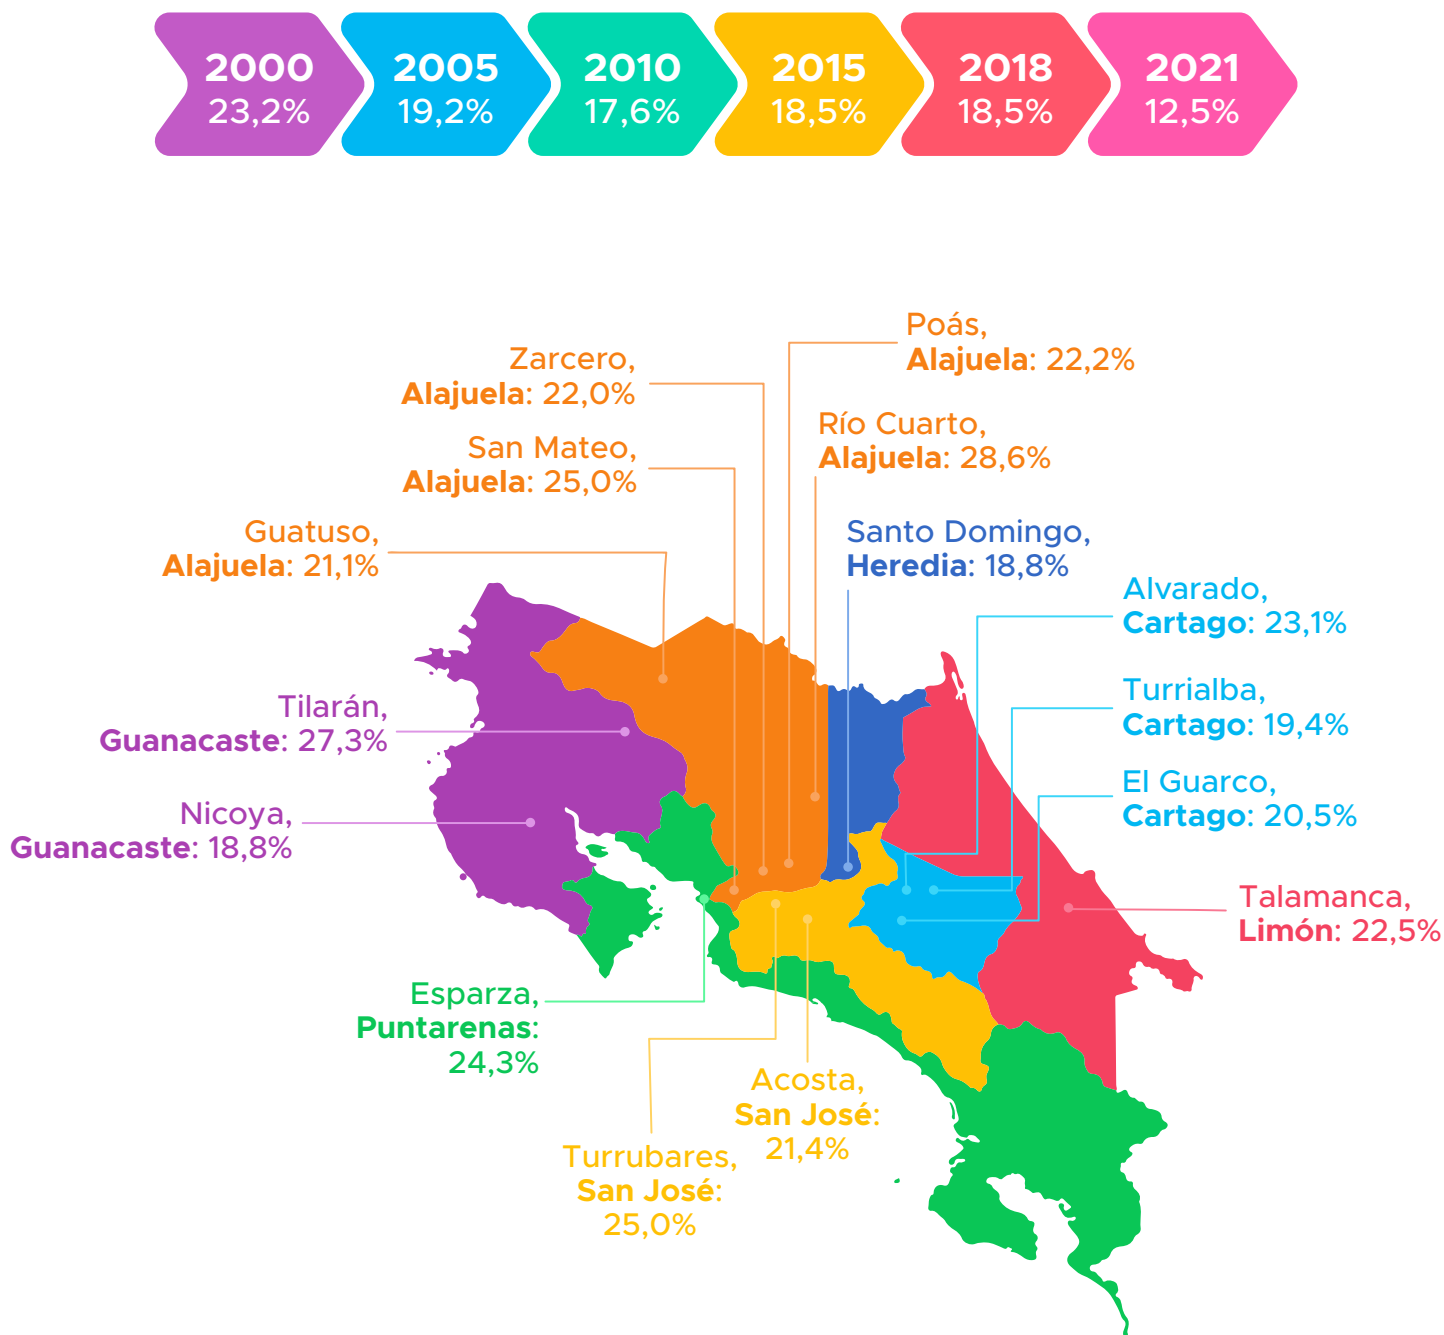 2000
23,2%
2005
19,2%
2010
17,6%
2015
18,5%
2018
18,5%
2021
12,5%
Poás,
Alajuela: 22,2%
Zarcero,
Alajuela: 22,0%
Río Cuarto,
Alajuela: 28,6%
San Mateo,
Alajuela: 25,0%
Guatuso,
Alajuela: 21,1%
Santo Domingo,
Heredia: 18,8%
Alvarado,
Cartago: 23,1%
Turrialba,
Cartago: 19,4%
Tilarán,
Guanacaste: 27,3%
El Guarco,
Cartago: 20,5%
Nicoya,
Guanacaste: 18,8%
Talamanca,
Limón: 22,5%
Esparza,
Puntarenas:
24,3%
Acosta,
San José:
21,4%
Turrubares,
San José:
25,0%